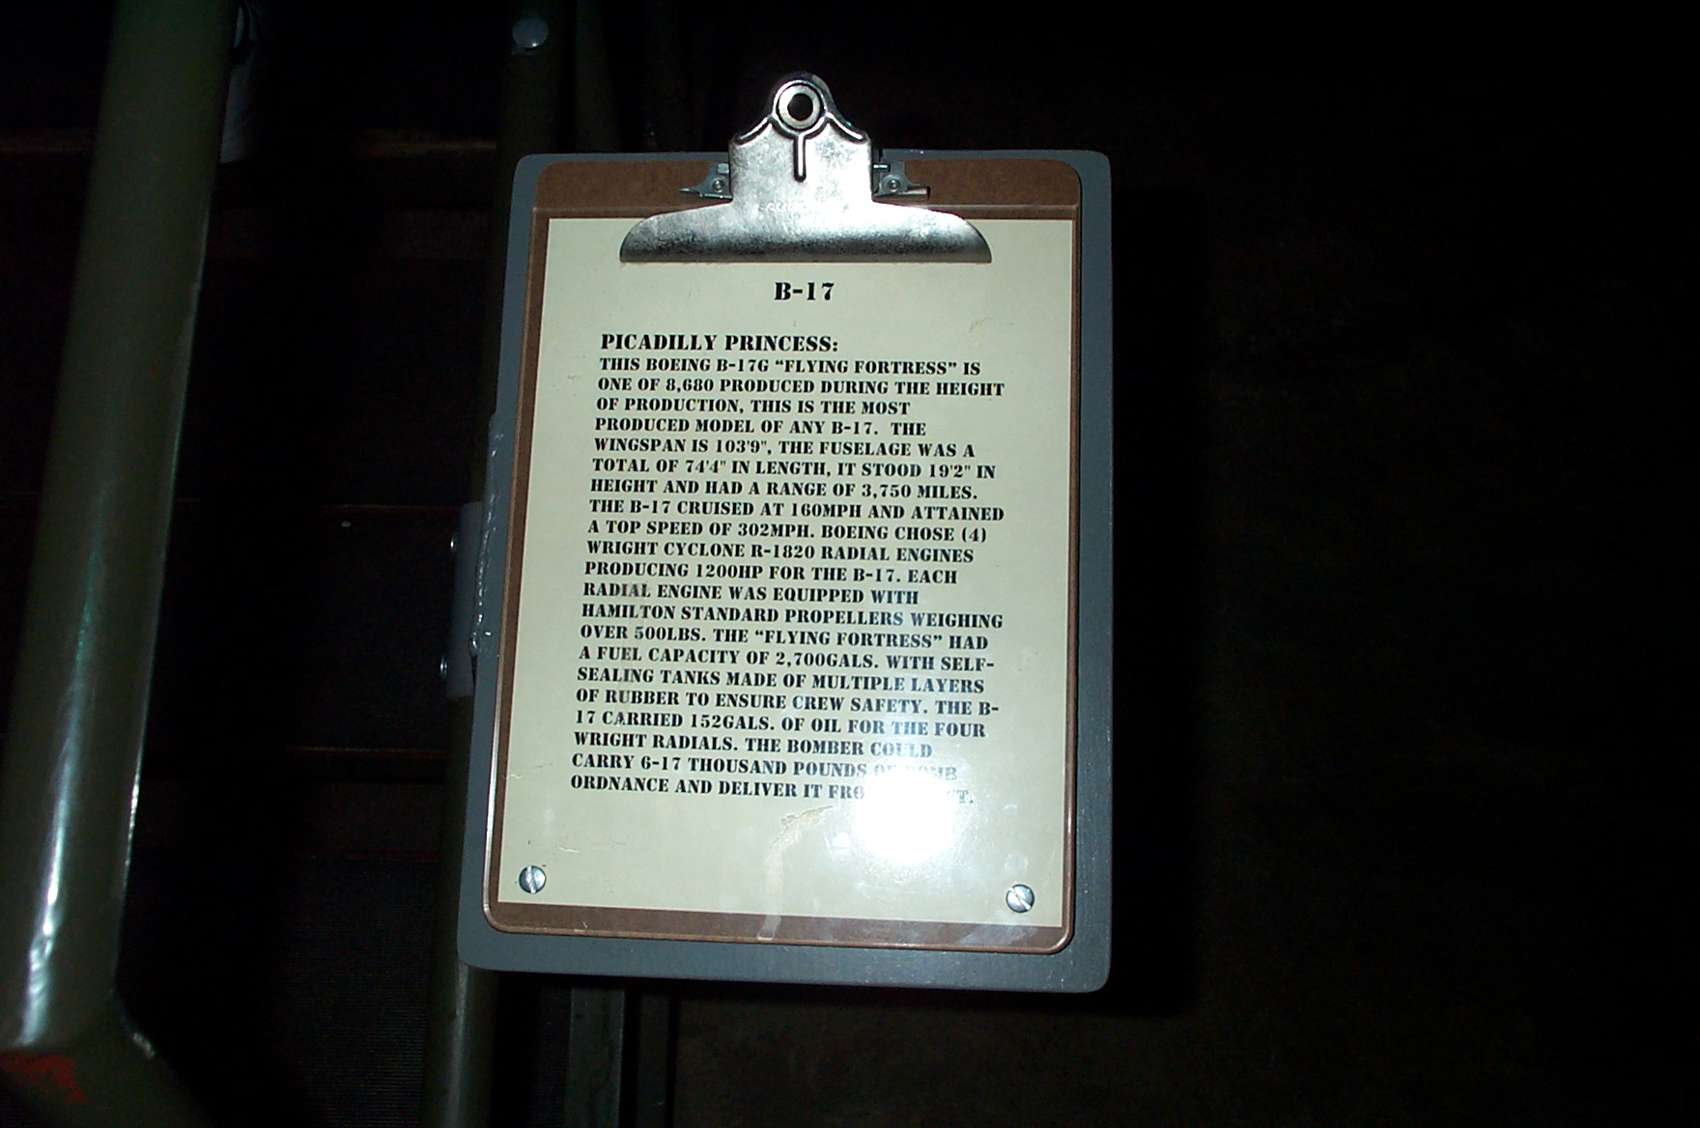 B-17
PICADILLY PRINCESS:
THIS BOEING B-17G “FLYING FORTRESS” IS
ONE OF 8,680 PRODUCED DURING THE HEIGHT
OF PRODUCTION, THIS IS THE MOST
PRODUCED MODEL OF ANY B-17. THE
WINGSPAN IS 103'9", THE FUSELAGE WAS A
TOTAL OF 74'4" IN LENGTH, IT STOOD 19'2" IN
HEIGHT AND HAD A RANGE OF 3,750 MILES.
THE B-17 CRUISED AT 160MPH AND ATTAINED
A TOP SPEED OF 302MPH. BOEING CHOSE (4)
WRIGHT CYCLONE R-1820 RADIAL ENGINES
PRODUCING 1200HP FOR THE B-17. EACH
RADIAL ENGINE WAS EQUIPPED WITH
HAMILTON STANDARD PROPELLERS WEIGHING
OVER 500LBS. THE “FLYING FORTRESS” HAD
A FUEL CAPACITY OF 2,700GALS. WITH SELF-
SEALING TANKS MADE OF MULTIPLE LAYERS
OF RUBBER TO ENSURE CREW SAFETY. THE B-
17 CARRIED 152GALS. OF OIL FOR THE FOUR
WRIGHT RADIALS. THE BOMBER COULD
CARRY 6-17 THOUSAND POUNDS OF BOMB
ORDNANCE AND DELIVER IT